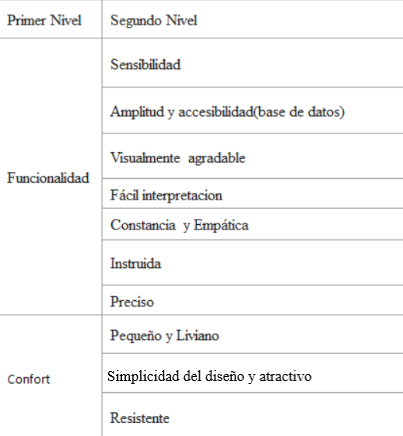 Primer Nivel Segundo Nivel
Sensibilidad
Amplitud y accesibilidad(base de datos)
Visualmente agradable
Funcionalidad
Fácil interpretacion
Constancia y Empática
Instruida
Preciso
Pequeño y Liviano
Confort
Simplicidad del diseño y atractivo
Resistente